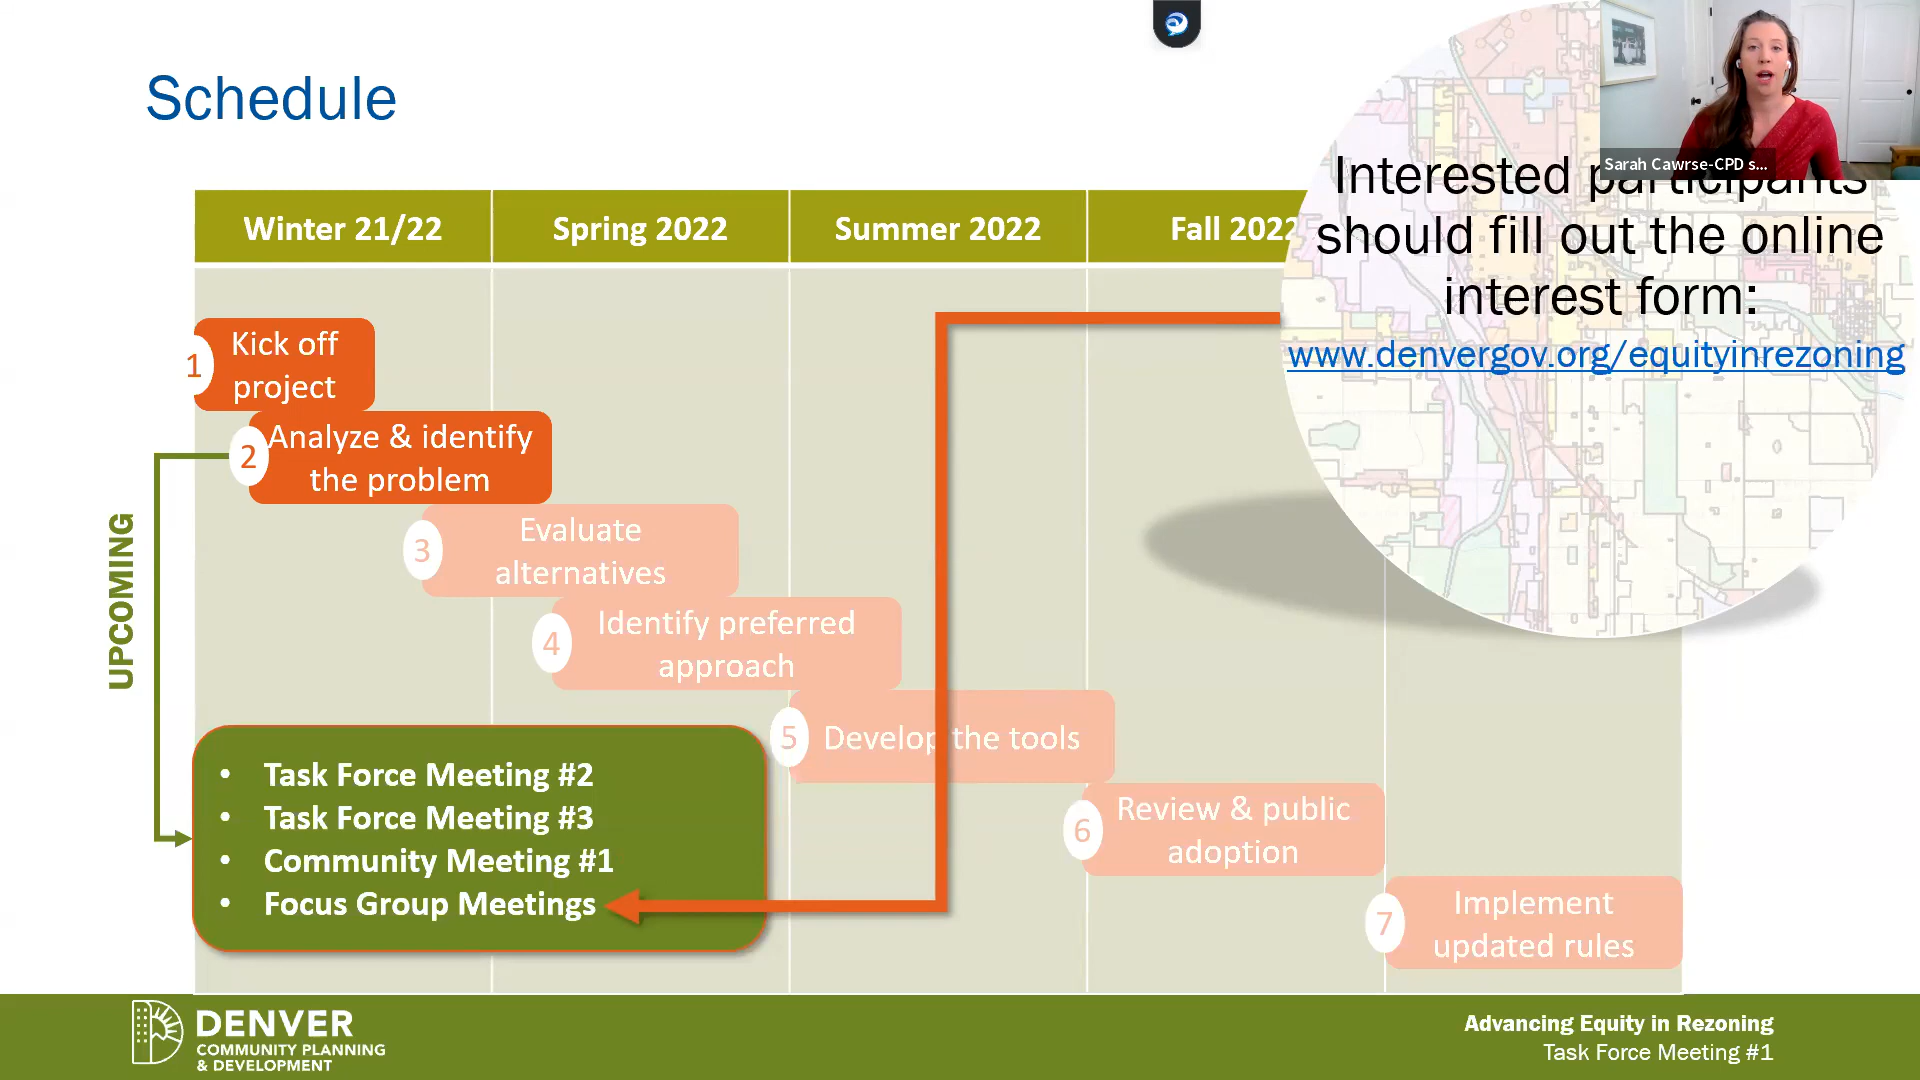 Schedule
Sarah Cawrse-CPD s...
Interested participants
should fill out the online
interest form:
www.denvergov.org/equityinrezoning
Winter 21/22
Spring 2022
Summer 2022
Fall 2022
1
Kick off
project
2
Analyze & identify
the problem
3
Evaluate
alternatives
4
Identify preferred
approach
5
Develop the tools
6
Review & public
adoption
7
Implement
updated rules
UPCOMING
• Task Force Meeting #2
• Task Force Meeting #3
• Community Meeting #1
• Focus Group Meetings
DENVER
COMMUNITY PLANNING
& DEVELOPMENT
Advancing Equity in Rezoning
Task Force Meeting #1